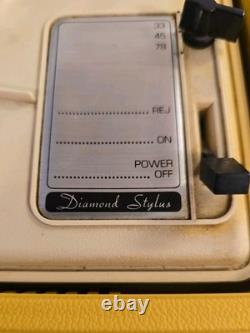 33
45
78
REJ
ON
POWER
OFF
Diamond Stylus